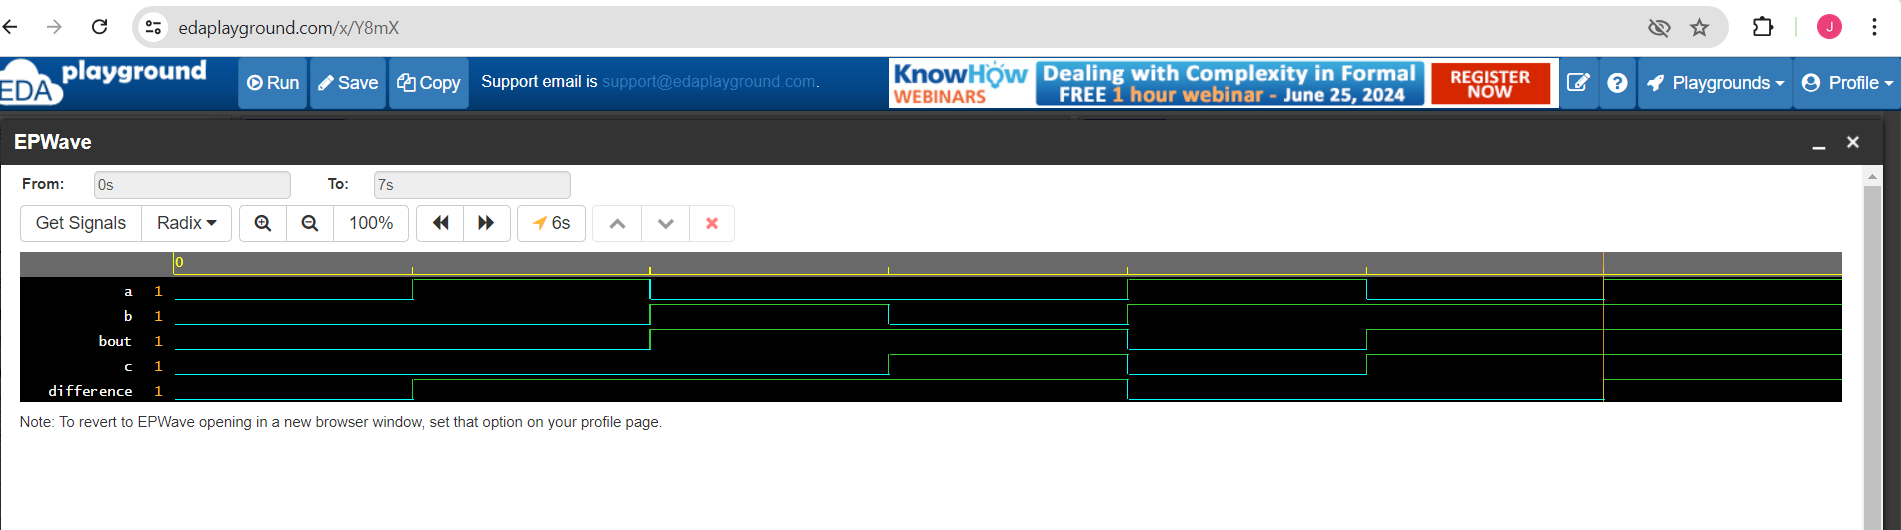 edaplayground.com/x/Y8mX
J
EDA playground
Run Save Copy Support email is support@edaplayground.com.
KnowHow WEBINARS
Dealing with Complexity in Formal
FREE 1 hour webinar - June 25, 2024
REGISTER NOW
Playgrounds Profile
EPWave
From: 0s To: 7s
Get Signals Radix 100% 6s
0
a 1
b 1
bout 1
c 1
difference 1
Note: To revert to EPWave opening in a new browser window, set that option on your profile page.